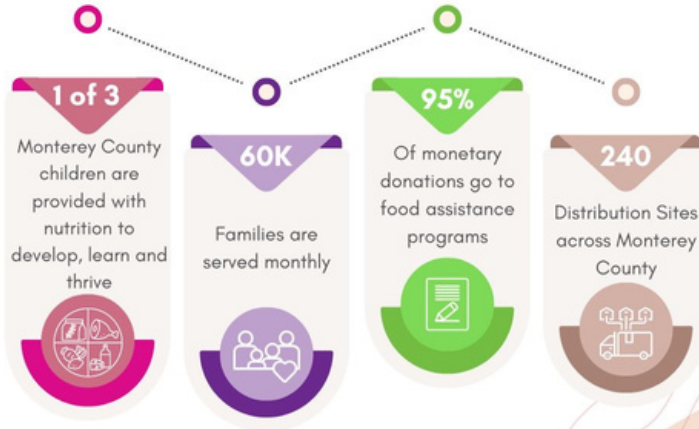 1 of 3
Monterey County
children are
provided with
nutrition to
develop, learn and
thrive
60K
Families are
served monthly
95%
Of monetary
donations go to
food assistance
programs
240
Distribution Sites
across Monterey
County